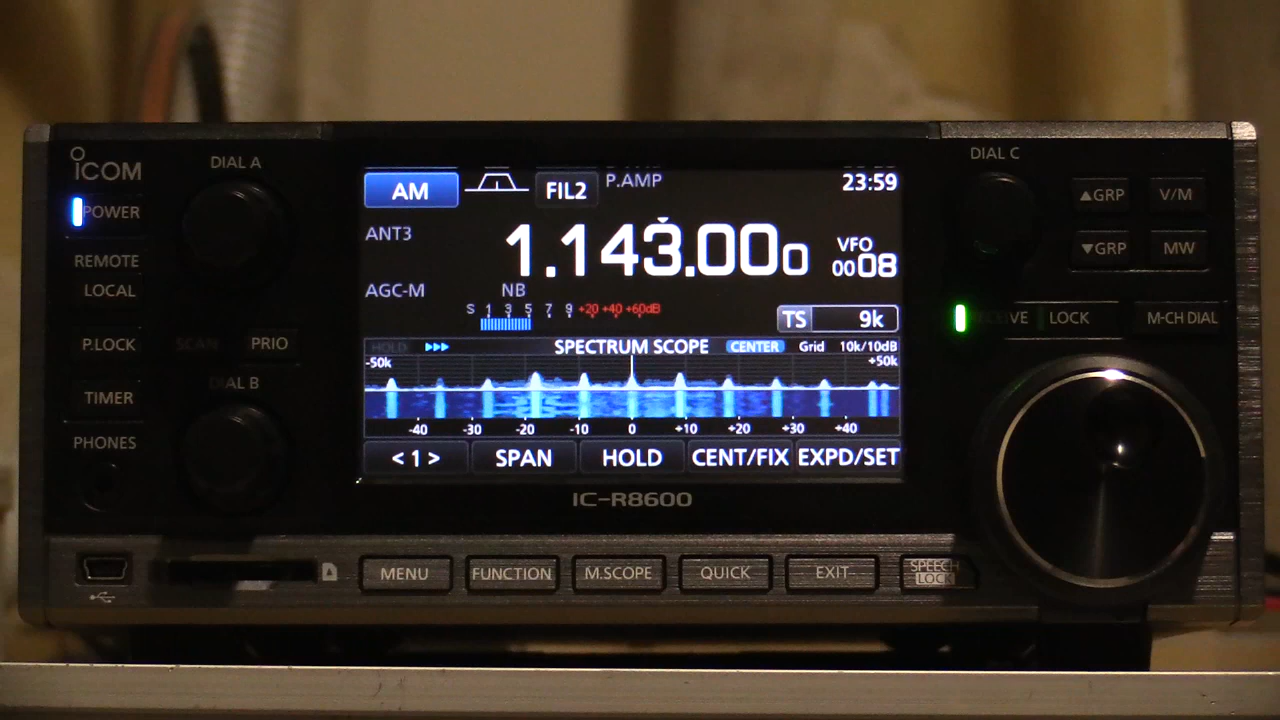 ICOM
DIAL A
POWER
REMOTE
LOCAL
P.LOCK
SCAN
PRIO
TIMER
DIAL B
PHONES
AM
FIL2
P.AMP
23:59
ANT3
1.143.000
VFO
0008
AGC-M
NB
S 1 3 5 7 9 +20 +40 +60dB
TS 9k
HOLD
SPECTRUM SCOPE
CENTER
Grid 10k/10dB
-50k
+50k
-40 -30 -20 -10 0 +10 +20 +30 +40
< 1 >
SPAN
HOLD
CENT/FIX
EXPD/SET
IC-R8600
DIAL C
▲GRP
V/M
▼GRP
MW
LOCK
M-CH DIAL
MENU
FUNCTION
M.SCOPE
QUICK
EXIT
SPEECH
LOCK